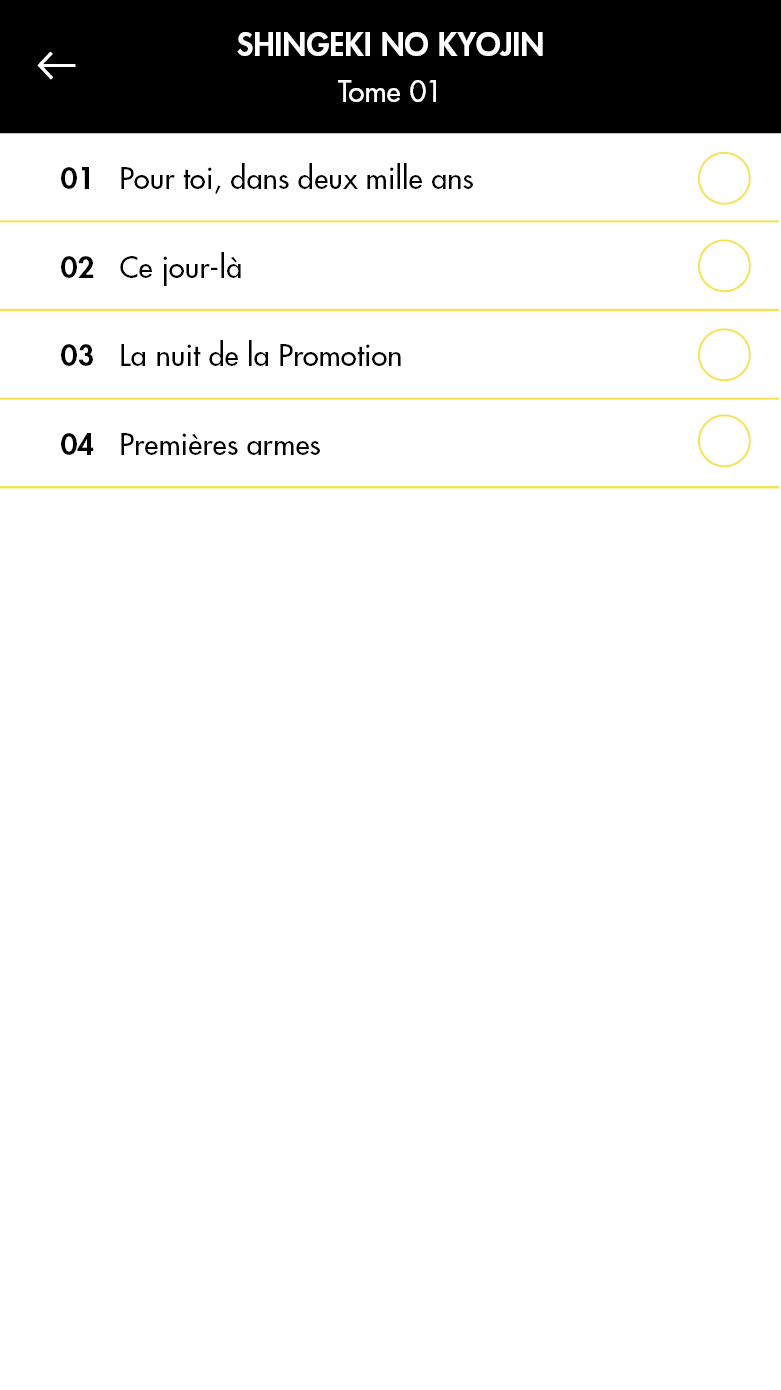 SHINGEKI NO KYOJIN
Tome 01
01 Pour toi, dans deux mille ans
02 Ce jour-là
03 La nuit de la Promotion
04 Premières armes